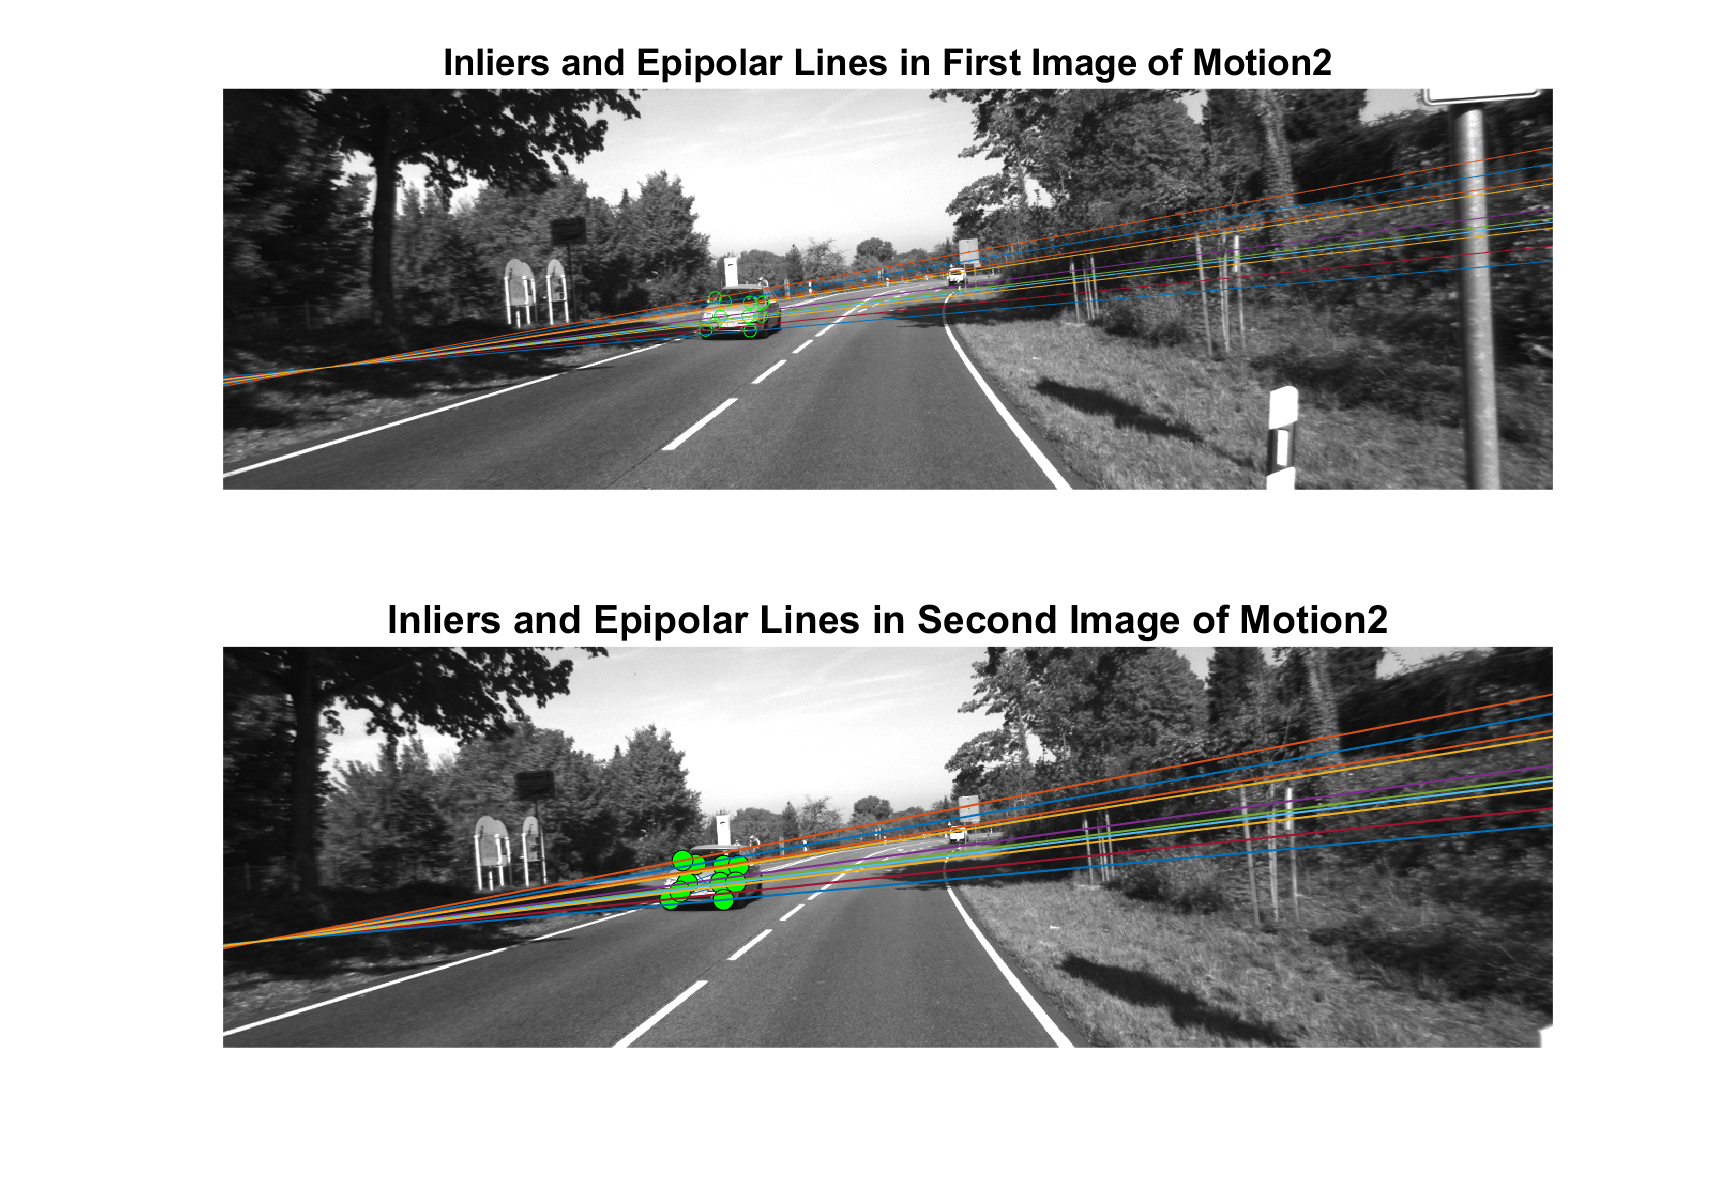 Inliers and Epipolar Lines in First Image of Motion2
Inliers and Epipolar Lines in Second Image of Motion2